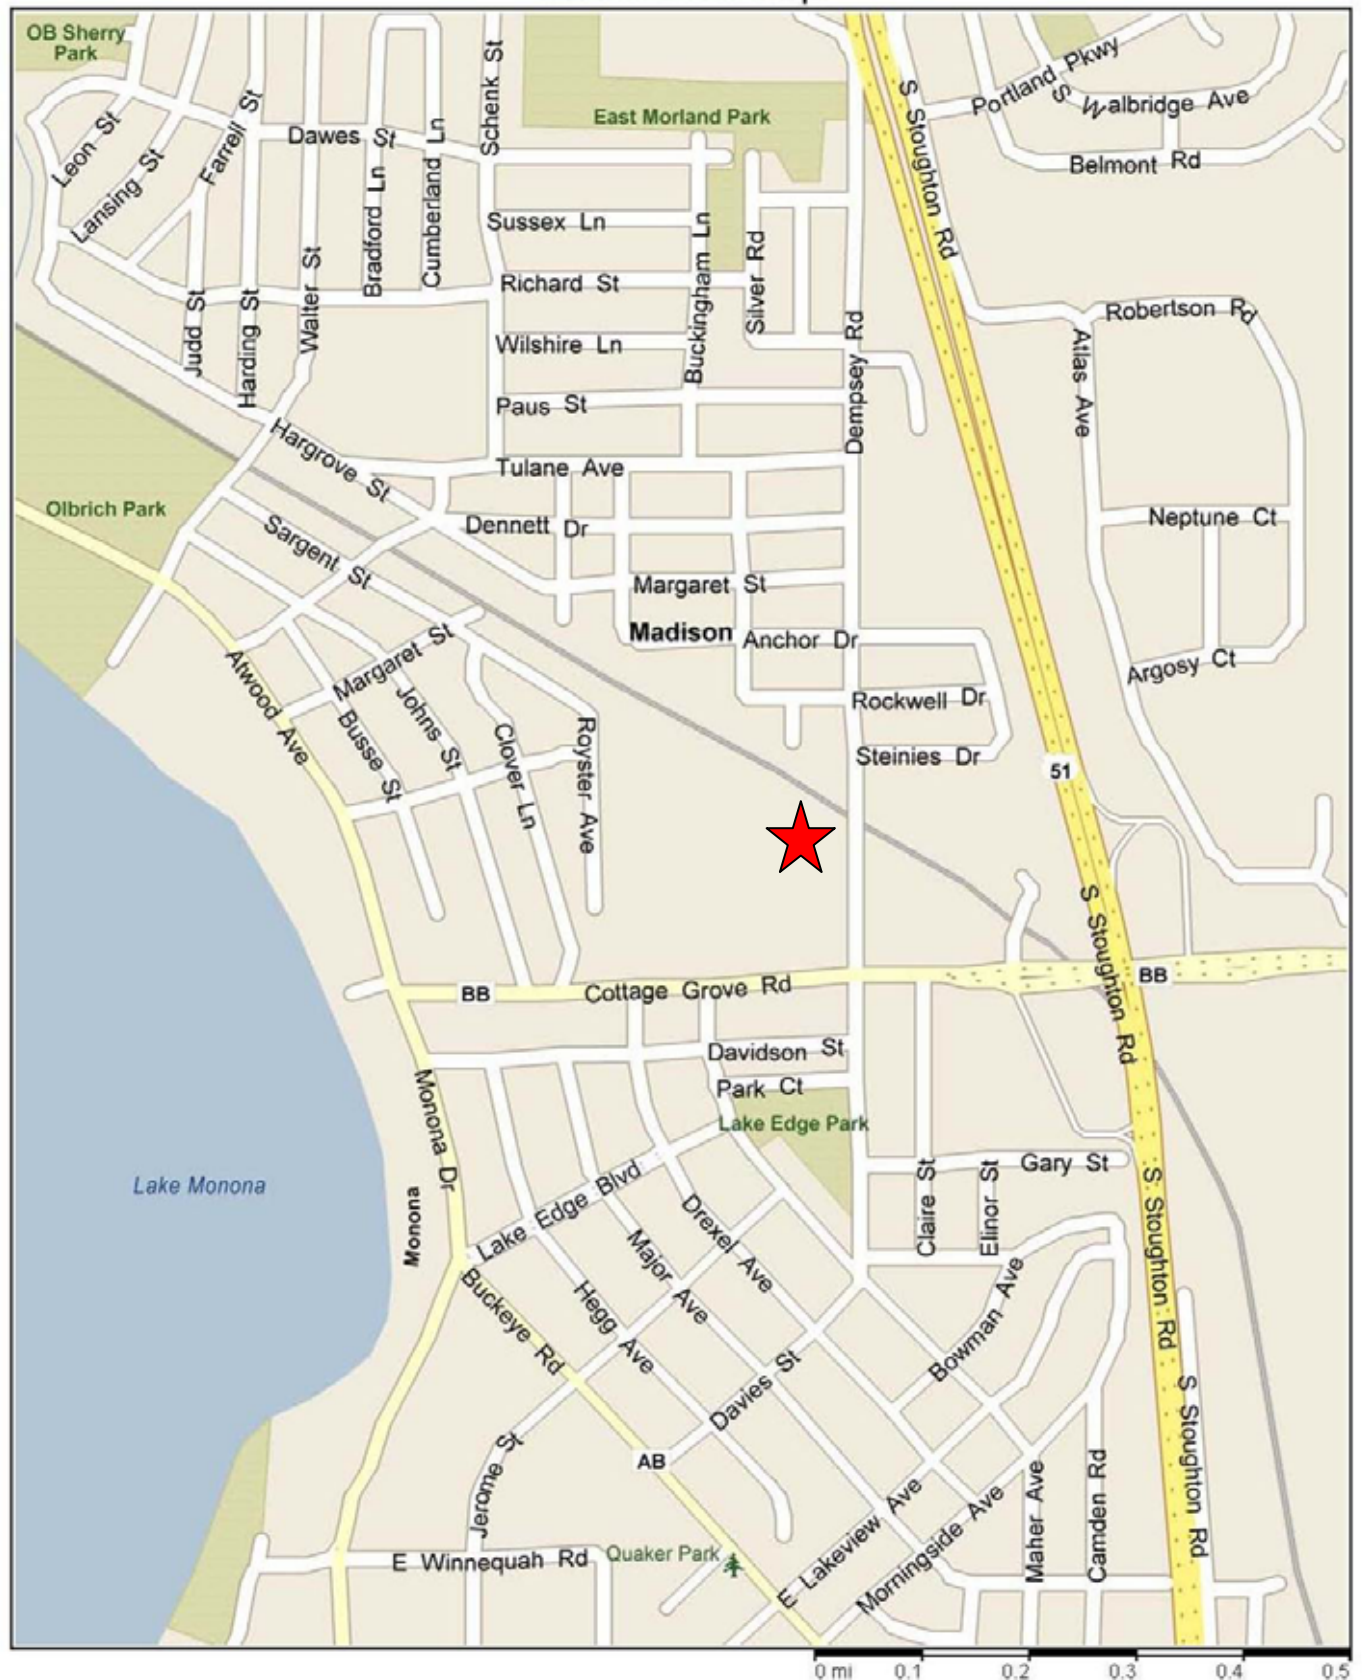 OB Sherry
Park
Schenk St
East Morland Park
S Stoughton Rd
Portland Pkwy
S Walbridge Ave
Belmont Rd
Leon St
Lansing St
Farrell St
Dawes St
Bradford Ln
Cumberland Ln
Sussex Ln
Richard St
Buckingham Ln
Silver Rd
Wilshire Ln
Paus St
Dempsey Rd
Judd St
Harding St
Walter St
Robertson Rd
Atlas Ave
Hargrove St
Tulane Ave
Olbrich Park
Sargent St
Dennett Dr
Neptune Ct
Margaret St
Madison
Anchor Dr
Argosy Ct
Margaret St
Atwood Ave
Johns St
Busse St
Clover Ln
Royster Ave
Rockwell Dr
Steinies Dr
51
S Stoughton Rd
BB
Cottage Grove Rd
BB
Davidson St
Park Ct
Lake Edge Park
Monona Dr
Lake Monona
Monona
Lake Edge Blvd
Gary St
Claire St
Elinor St
Drexel Ave
Major Ave
Hegg Ave
Buckeye Rd
Bowman Ave
Davies St
S Stoughton Rd
S Stoughton Rd
AB
Jerome St
E Winnequah Rd
Quaker Park
E Lakeview Ave
Morningside Ave
Maher Ave
Camden Rd
0 mi 0.1 0.2 0.3 0.4 0.5